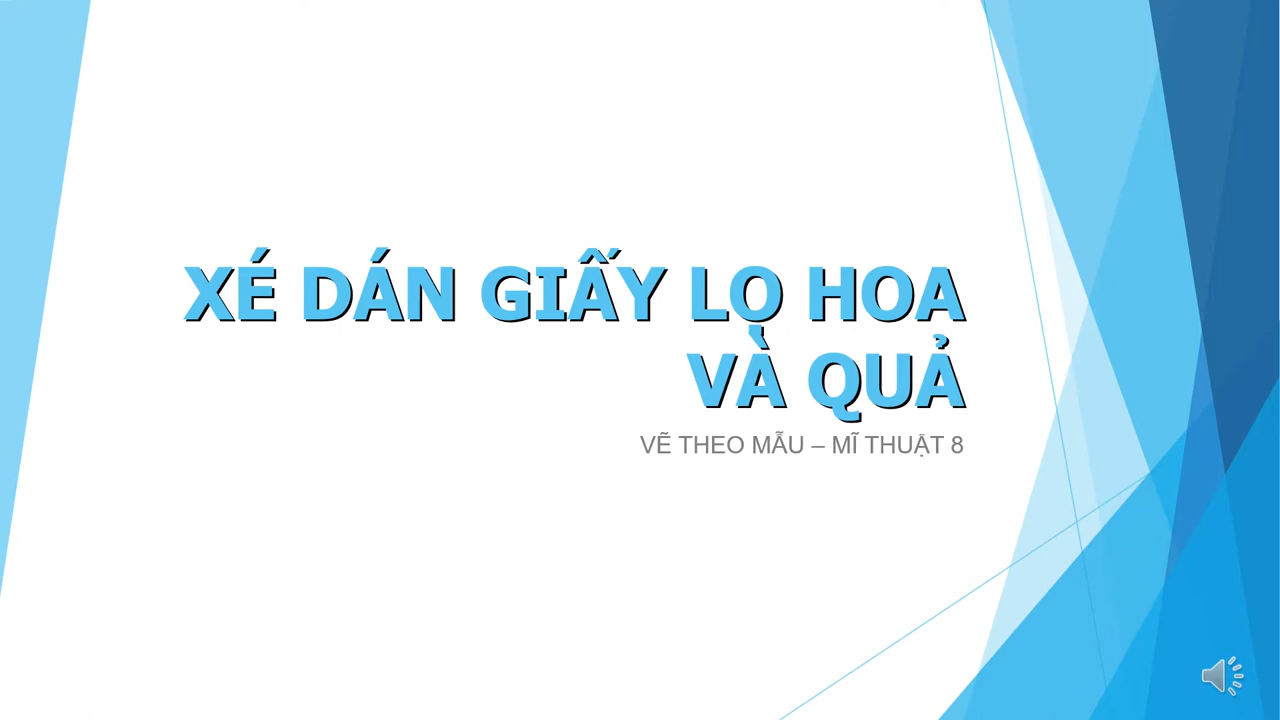 XÉ DÁN GIẤY LỌ HOA
VÀ QUẢ
VẼ THEO MẪU – MĨ THUẬT 8